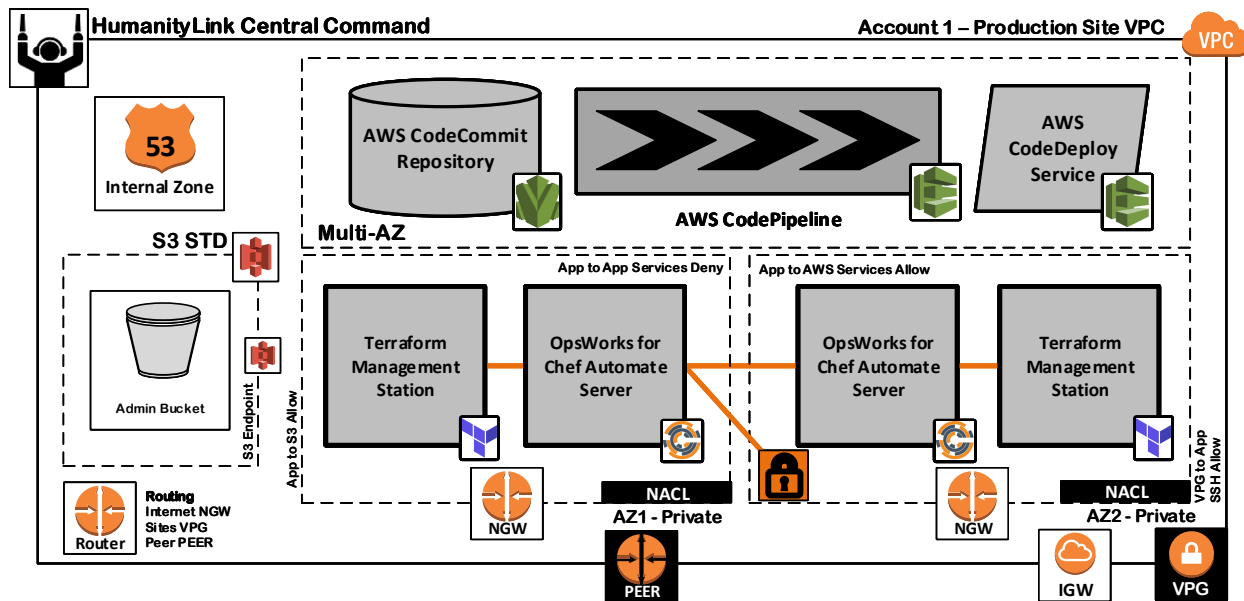 HumanityLink Central Command
Account 1 – Production Site VPC
VPC
53
Internal Zone
AWS CodeCommit
Repository
AWS CodePipeline
AWS
CodeDeploy
Service
Multi-AZ
S3 STD
Admin Bucket
S3 Endpoint
App to S3 Allow
App to App Services Deny
Terraform
Management
Station
OpsWorks for
Chef Automate
Server
App to AWS Services Allow
OpsWorks for
Chef Automate
Server
Terraform
Management
Station
VPG to App
SSH Allow
NGW
NACL
AZ1 - Private
NGW
NACL
AZ2 - Private
Router
Routing
Internet NGW
Sites VPG
Peer PEER
PEER
IGW
VPG